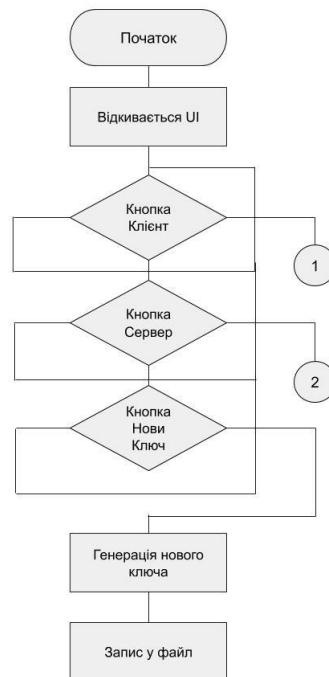 Початок
Відкивається UI
Кнопка
Клієнт
1
Кнопка
Сервер
2
Кнопка
Нови
Ключ
Генерація нового
ключа
Запис у файл